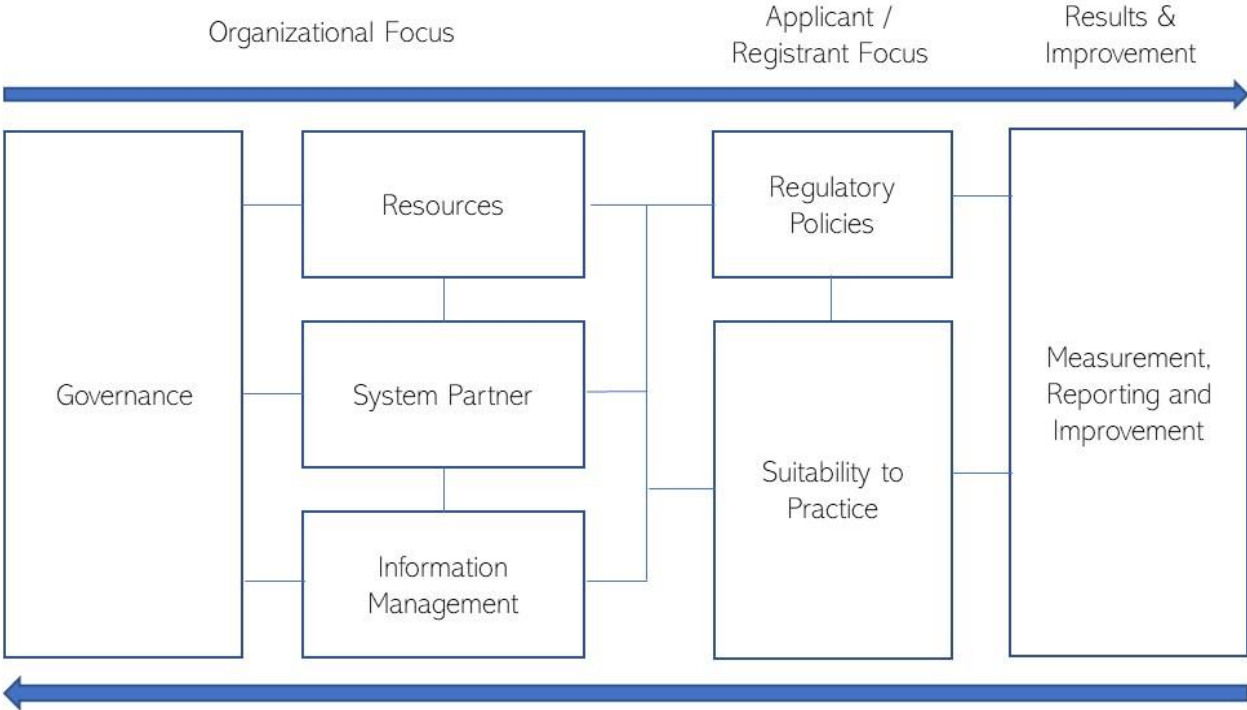 Organizational Focus
Applicant /
Registrant Focus
Results &
Improvement
Governance
Resources
System Partner
Information
Management
Regulatory
Policies
Suitability to
Practice
Measurement,
Reporting and
Improvement